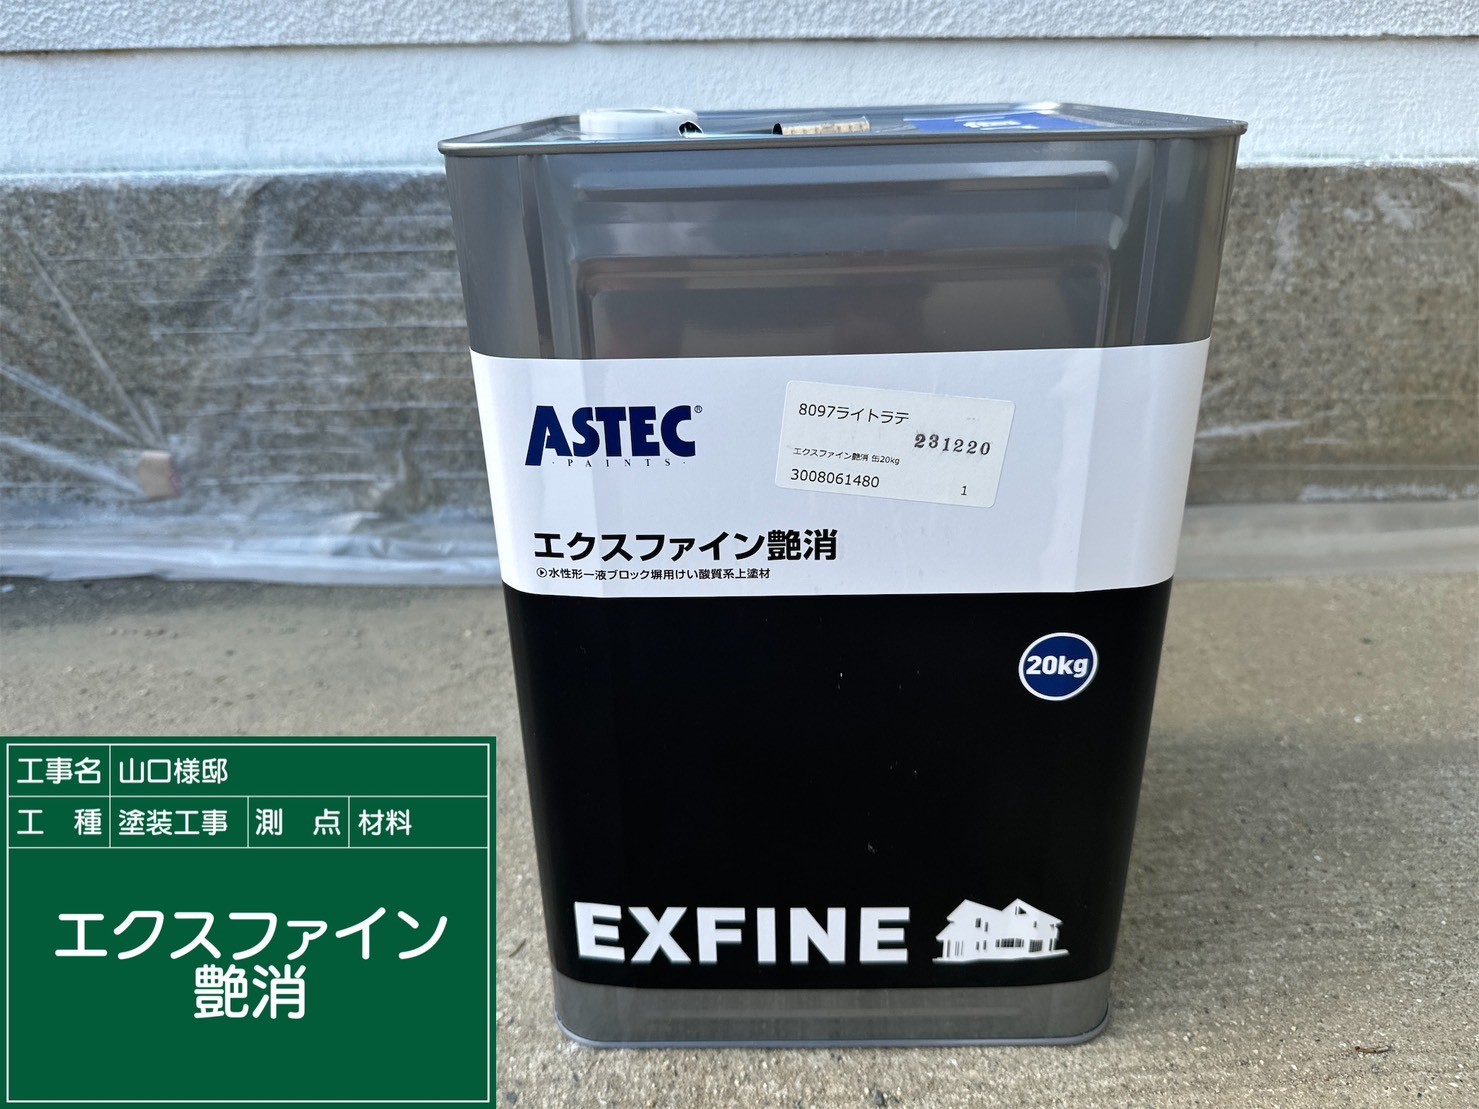 ASTEC®
PAINTS
8097ライトラテ
231220
エクスファイン艶消 缶20kg
3008061480
1
エクスファイン艶消
水性形一液ブロック塀用けい酸質系上塗材
20kg
EXFINE
工事名 山口様邸
工 種 塗装工事 測 点 材料
エクスファイン
艶消